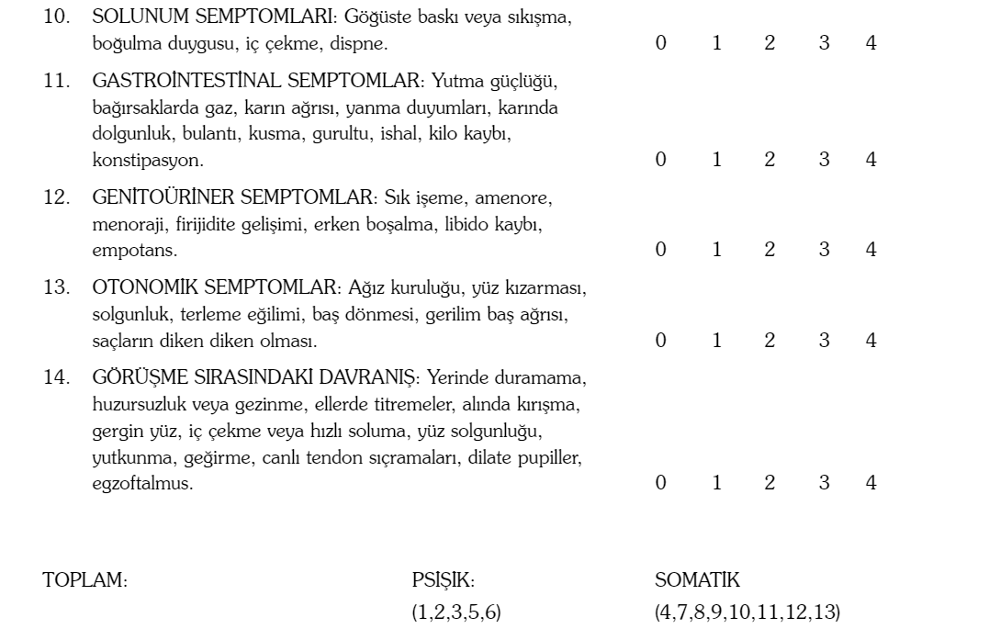 10. SOLUNUM SEMPTOMLARI: Göğüste baskı veya sıkışma,
boğulma duygusu, iç çekme, dispne. 0 1 2 3 4
11. GASTROİNTESTİNAL SEMPTOMLAR: Yutma güçlüğü,
bağırsaklarda gaz, karın ağrısı, yanma duyumları, karında
dolgunluk, bulantı, kusma, gurultu, ishal, kilo kaybı,
konstipasyon. 0 1 2 3 4
12. GENİTOÜRİNER SEMPTOMLAR: Sık işeme, amenore,
menoraji, firijidite gelişimi, erken boşalma, libido kaybı,
empotans. 0 1 2 3 4
13. OTONOMİK SEMPTOMLAR: Ağız kuruluğu, yüz kızarması,
solgunluk, terleme eğilimi, baş dönmesi, gerilim baş ağrısı,
saçların diken diken olması. 0 1 2 3 4
14. GÖRÜŞME SIRASINDAKİ DAVRANIŞ: Yerinde duramama,
huzursuzluk veya gezinme, ellerde titremeler, alında kırışma,
gergin yüz, iç çekme veya hızlı soluma, yüz solgunluğu,
yutkunma, geğirme, canlı tendon sıçramaları, dilate pupiller,
egzoftalmus. 0 1 2 3 4
TOPLAM: PSİŞİK: SOMATİK
(1,2,3,5,6) (4,7,8,9,10,11,12,13)